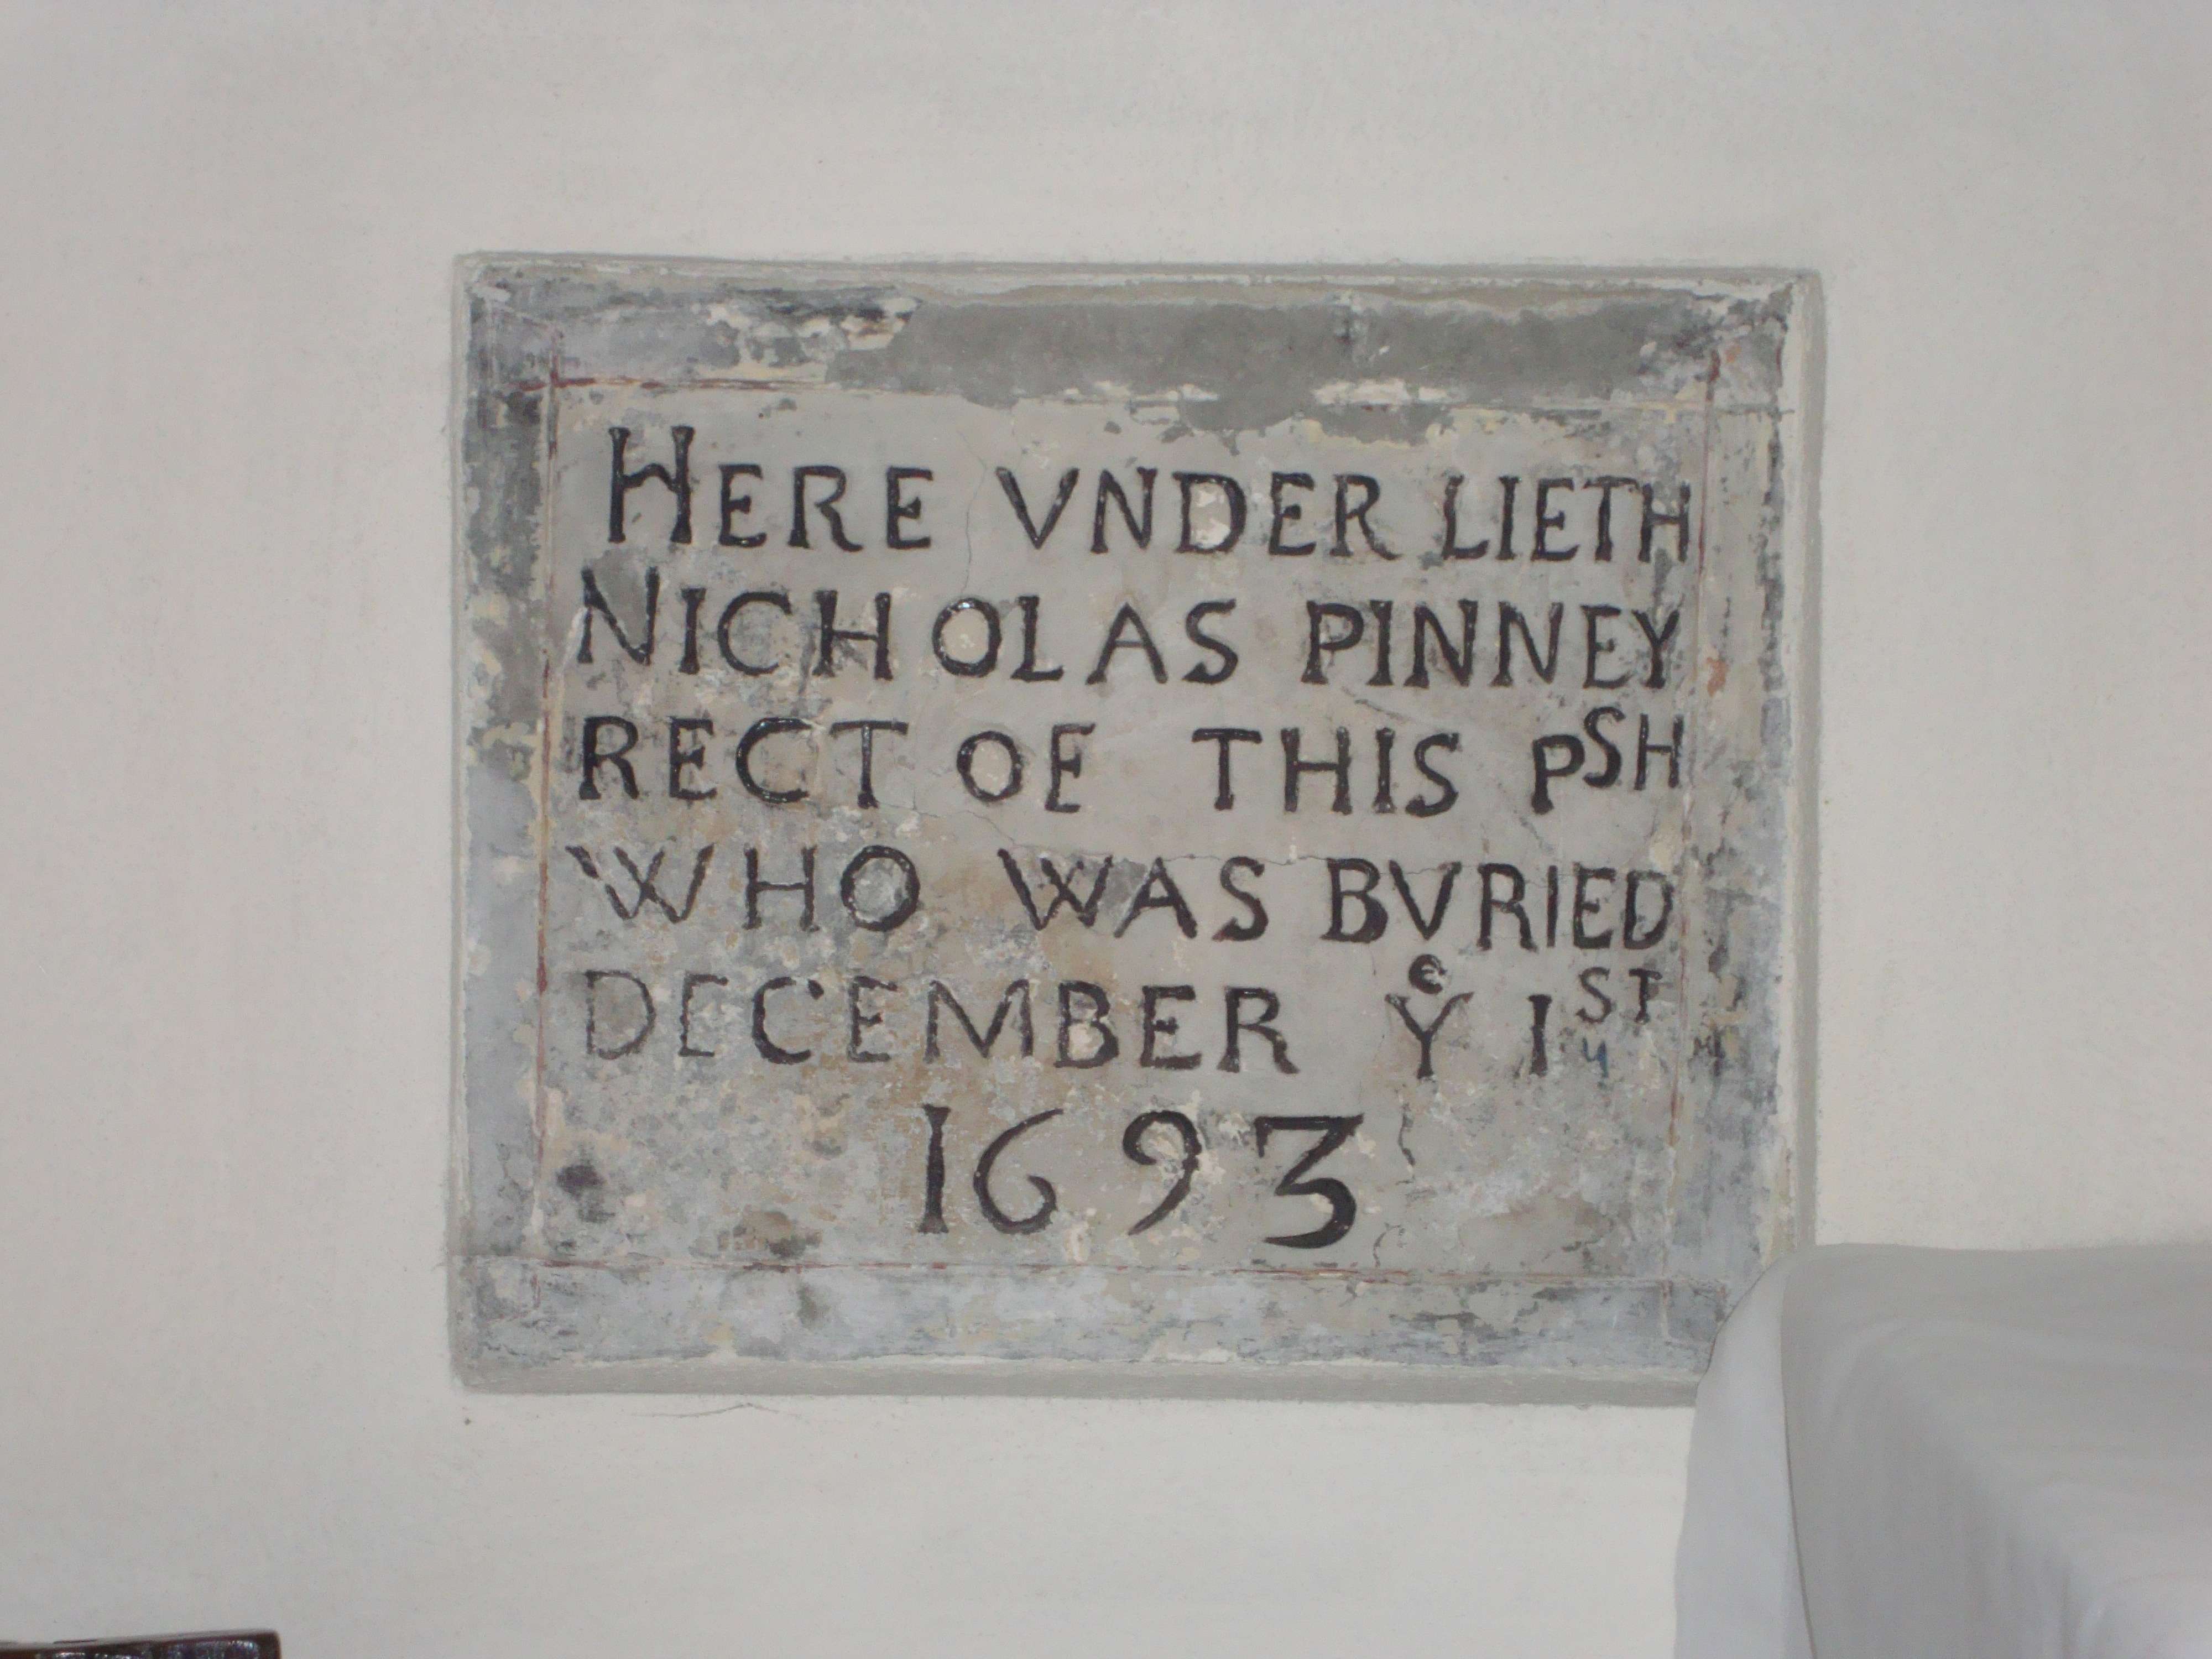 HERE VNDER LIETH
NICHOLAS PINNEY
RECT OF THIS PSH
WHO WAS BVRIED
DECEMBER Ye 1ST
1693